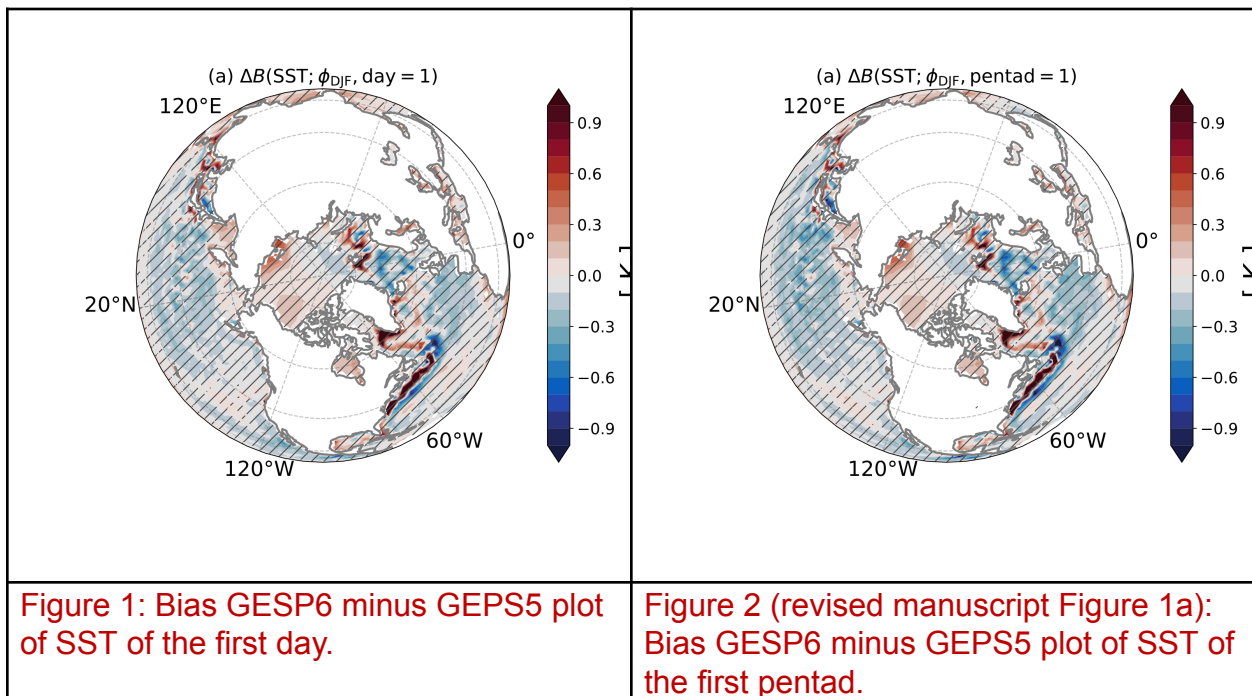 (a) ΔB(SST; ϕDJF, day = 1)
120°E
0°
20°N
60°W
120°W
0.9
0.6
0.3
0.0
−0.3
−0.6
−0.9
[ K ]
(a) ΔB(SST; ϕDJF, pentad = 1)
120°E
0°
20°N
60°W
120°W
0.9
0.6
0.3
0.0
−0.3
−0.6
−0.9
[ K ]
Figure 1: Bias GESP6 minus GEPS5 plot
of SST of the first day.
Figure 2 (revised manuscript Figure 1a):
Bias GESP6 minus GEPS5 plot of SST of
the first pentad.